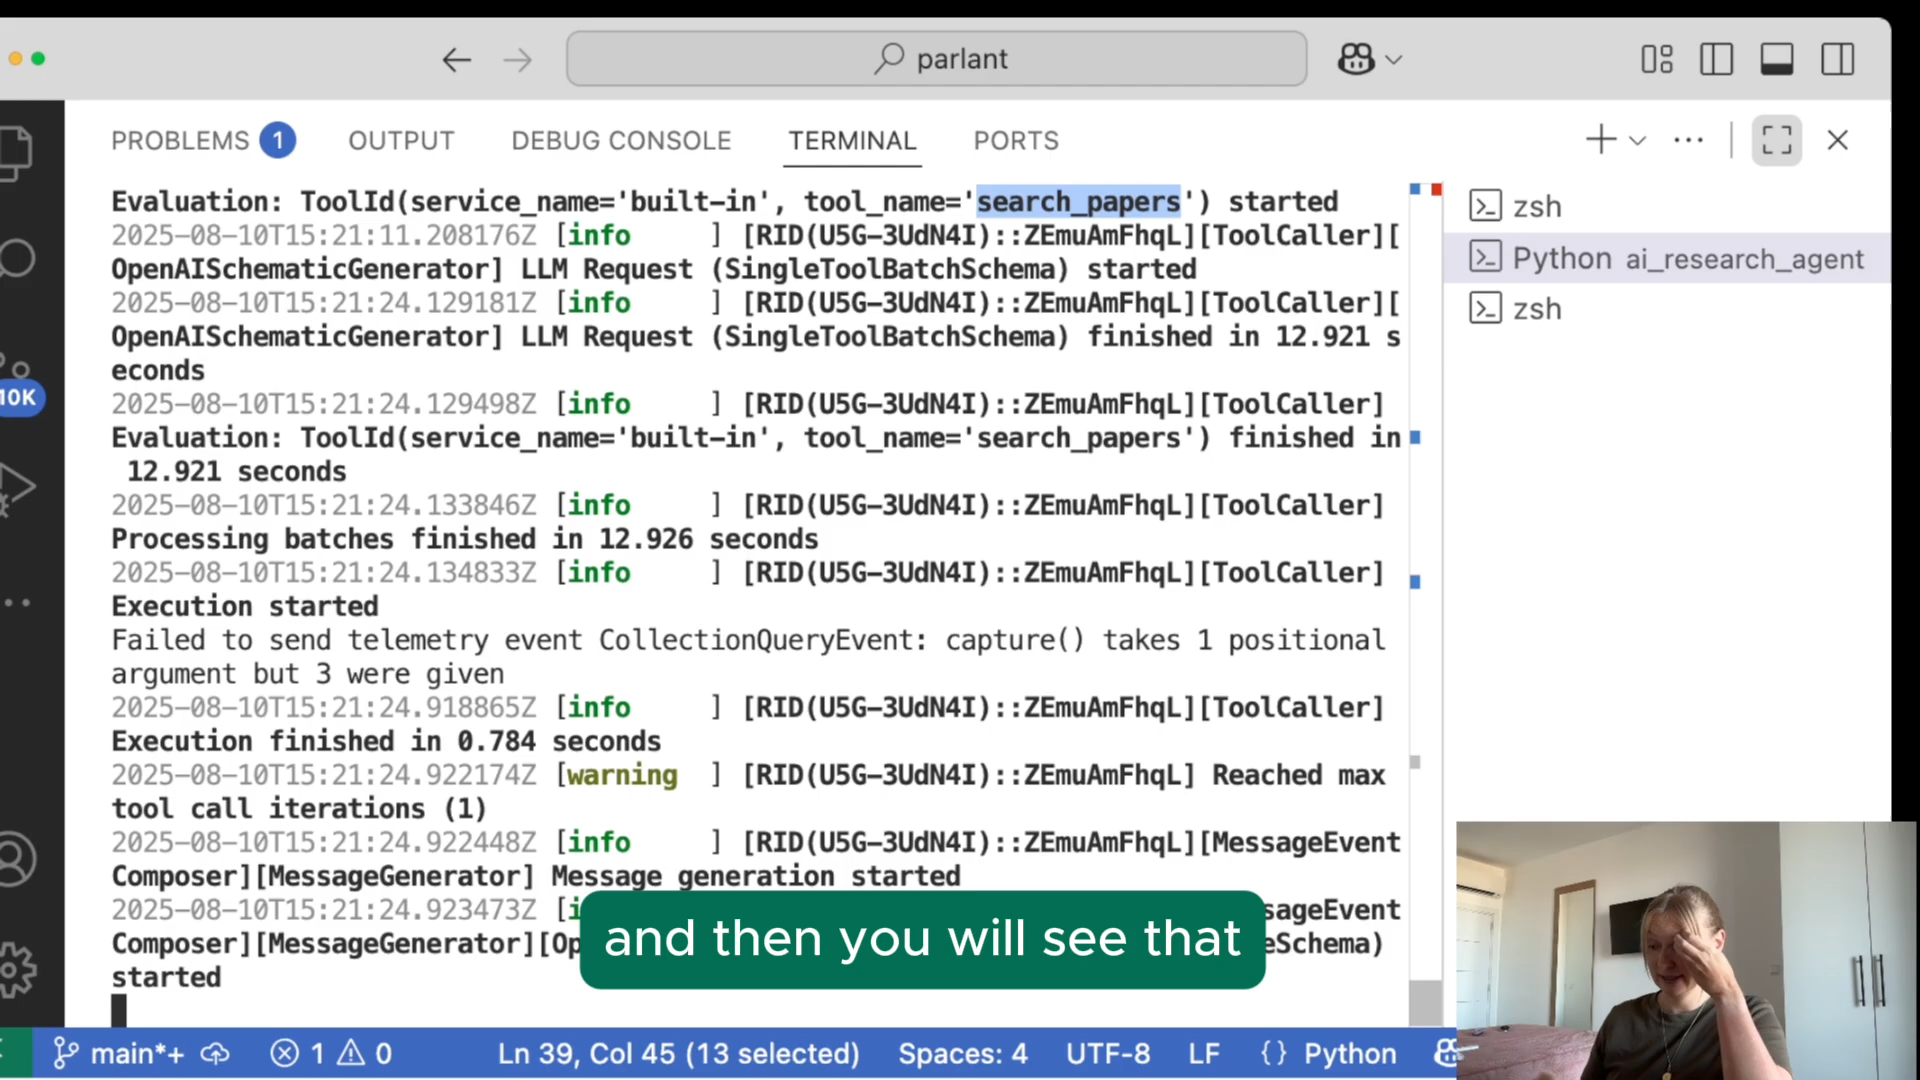 parlant
PROBLEMS 1 OUTPUT DEBUG CONSOLE TERMINAL PORTS
Evaluation: ToolId(service_name='built-in', tool_name='search_papers') started
2025-08-10T15:21:11.208176Z [info ] [RID(U5G-3UdN4I)::ZEmuAmFhqL][ToolCaller][
OpenAISchematicGenerator] LLM Request (SingleToolBatchSchema) started
2025-08-10T15:21:24.129181Z [info ] [RID(U5G-3UdN4I)::ZEmuAmFhqL][ToolCaller][
OpenAISchematicGenerator] LLM Request (SingleToolBatchSchema) finished in 12.921 s
econds
2025-08-10T15:21:24.129498Z [info ] [RID(U5G-3UdN4I)::ZEmuAmFhqL][ToolCaller]
Evaluation: ToolId(service_name='built-in', tool_name='search_papers') finished in
12.921 seconds
2025-08-10T15:21:24.133846Z [info ] [RID(U5G-3UdN4I)::ZEmuAmFhqL][ToolCaller]
Processing batches finished in 12.926 seconds
2025-08-10T15:21:24.134833Z [info ] [RID(U5G-3UdN4I)::ZEmuAmFhqL][ToolCaller]
Execution started
Failed to send telemetry event CollectionQueryEvent: capture() takes 1 positional
argument but 3 were given
2025-08-10T15:21:24.918865Z [info ] [RID(U5G-3UdN4I)::ZEmuAmFhqL][ToolCaller]
Execution finished in 0.784 seconds
2025-08-10T15:21:24.922174Z [warning ] [RID(U5G-3UdN4I)::ZEmuAmFhqL] Reached max
tool call iterations (1)
2025-08-10T15:21:24.922448Z [info ] [RID(U5G-3UdN4I)::ZEmuAmFhqL][MessageEvent
Composer][MessageGenerator] Message generation started
2025-08-10T15:21:24.923473Z [i sageEvent
Composer][MessageGenerator][Op eSchema)
started
and then you will see that
zsh
Python ai_research_agent
zsh
10K
main*+ 1 0 Ln 39, Col 45 (13 selected) Spaces: 4 UTF-8 LF {} Python